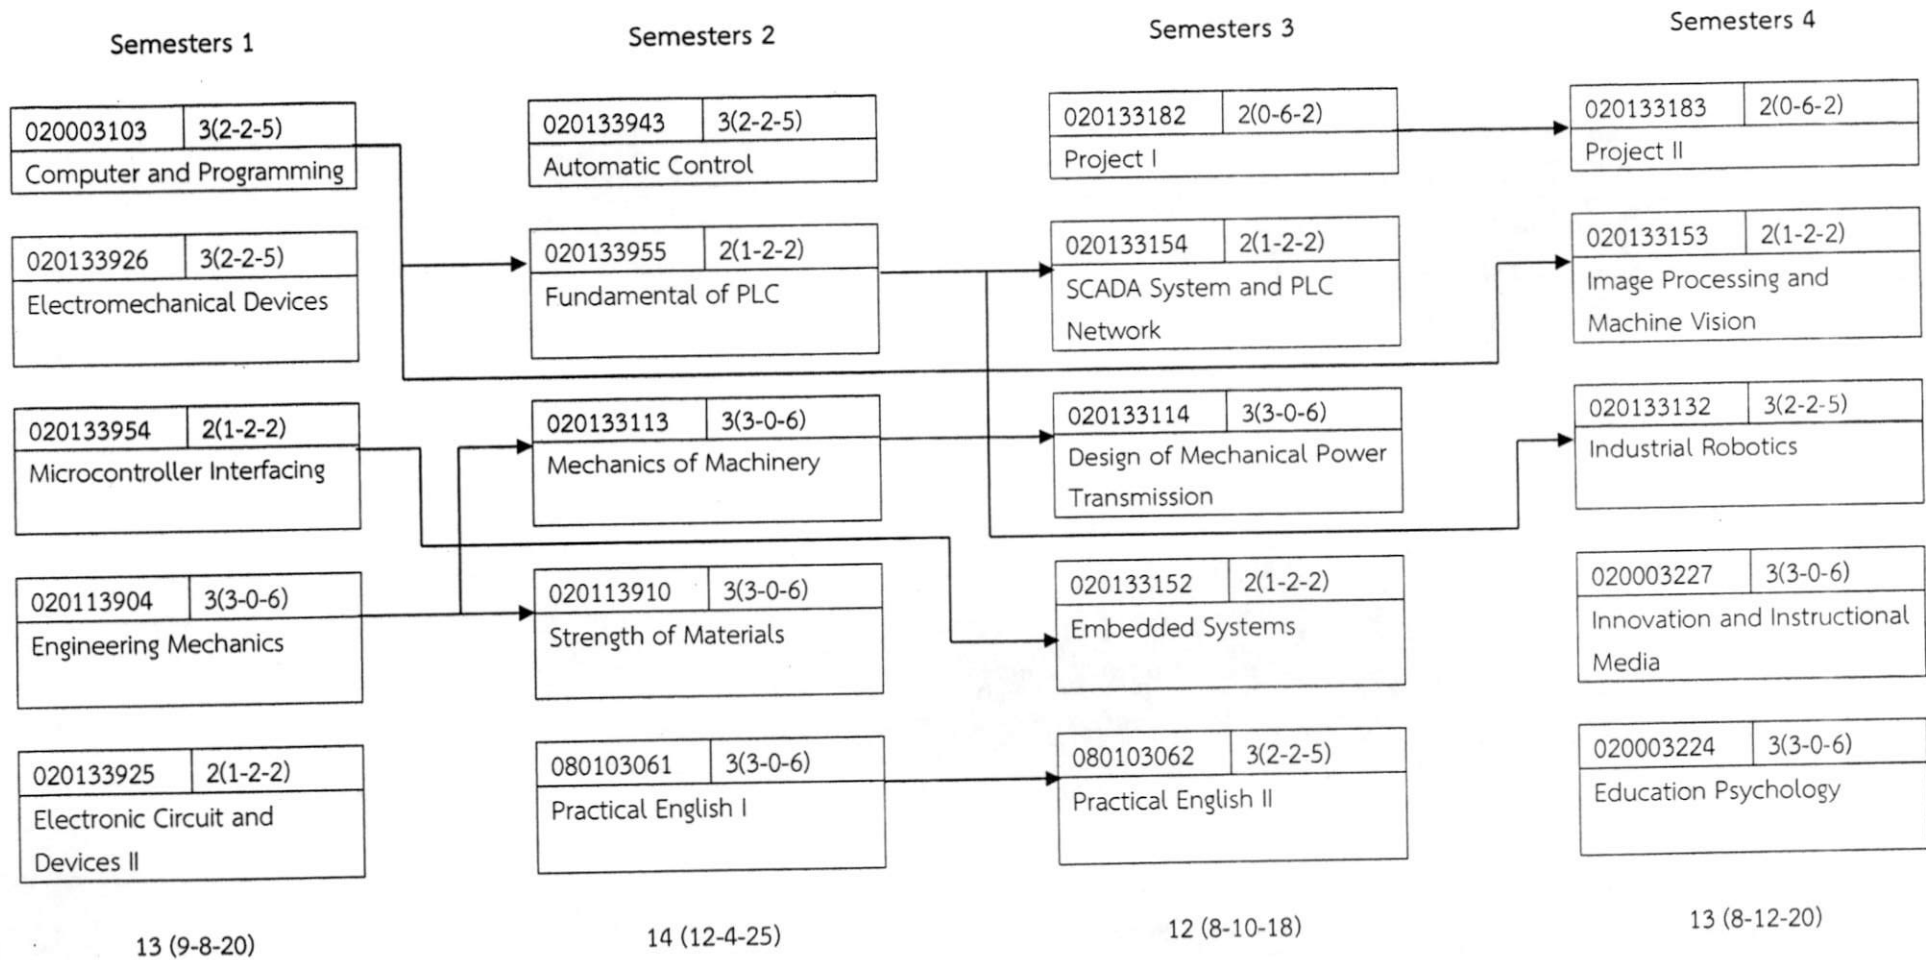 Semesters 1
020003103 3(2-2-5)
Computer and Programming
020133926 3(2-2-5)
Electromechanical Devices
020133954 2(1-2-2)
Microcontroller Interfacing
020113904 3(3-0-6)
Engineering Mechanics
020133925 2(1-2-2)
Electronic Circuit and
Devices II
13 (9-8-20)
Semesters 2
020133943 3(2-2-5)
Automatic Control
020133955 2(1-2-2)
Fundamental of PLC
020133113 3(3-0-6)
Mechanics of Machinery
020113910 3(3-0-6)
Strength of Materials
080103061 3(3-0-6)
Practical English I
14 (12-4-25)
Semesters 3
020133182 2(0-6-2)
Project I
020133154 2(1-2-2)
SCADA System and PLC
Network
020133114 3(3-0-6)
Design of Mechanical Power
Transmission
020133152 2(1-2-2)
Embedded Systems
080103062 3(2-2-5)
Practical English II
12 (8-10-18)
Semesters 4
020133183 2(0-6-2)
Project II
020133153 2(1-2-2)
Image Processing and
Machine Vision
020133132 3(2-2-5)
Industrial Robotics
020003227 3(3-0-6)
Innovation and Instructional
Media
020003224 3(3-0-6)
Education Psychology
13 (8-12-20)